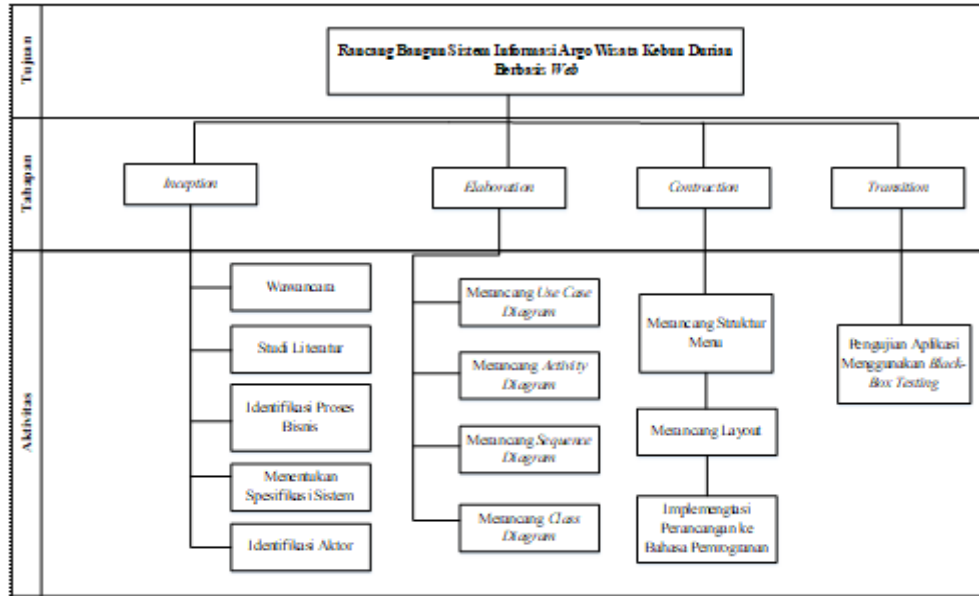 Tujuan
Rancang Bangun Sistem Informasi Argo Wisata Kebun Durian
Berbasis Web
Tahapan
Inception
Elaboration
Contraction
Transition
Aktivitas
Wawancara
Studi Literatur
Identifikasi Proses
Bisnis
Menentukan
Spesifikasi Sistem
Identifikasi Aktor
Merancang Use Case
Diagram
Merancang Activity
Diagram
Merancang Sequence
Diagram
Merancang Class
Diagram
Merancang Struktur
Menu
Merancang Layout
Implemengtasi
Perancangan ke
Bahasa Pemrogranan
Pengujian Aplikasi
Menggunakan Black-
Box Testing